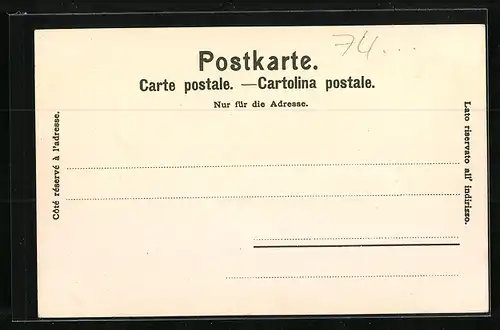 74...
Postkarte.
Carte postale. — Cartolina postale.
Nur für die Adresse.
Côté réservé à l'adresse.
Lato riservato all' indirizzo.